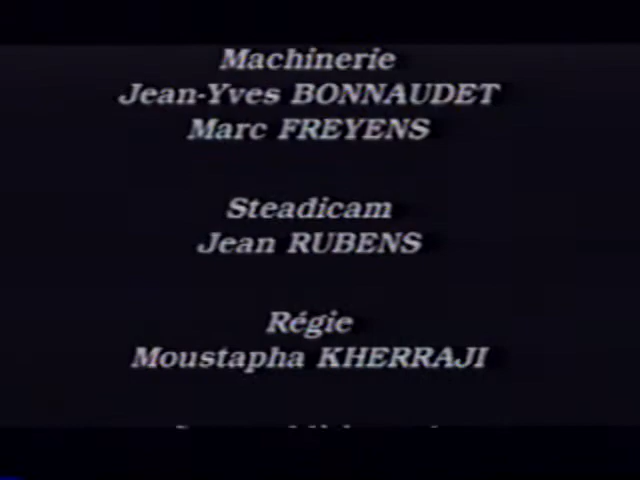 Machinerie
Jean-Yves BONNAUDET
Marc FREYENS
Steadicam
Jean RUBENS
Régie
Moustapha KHERRAJI